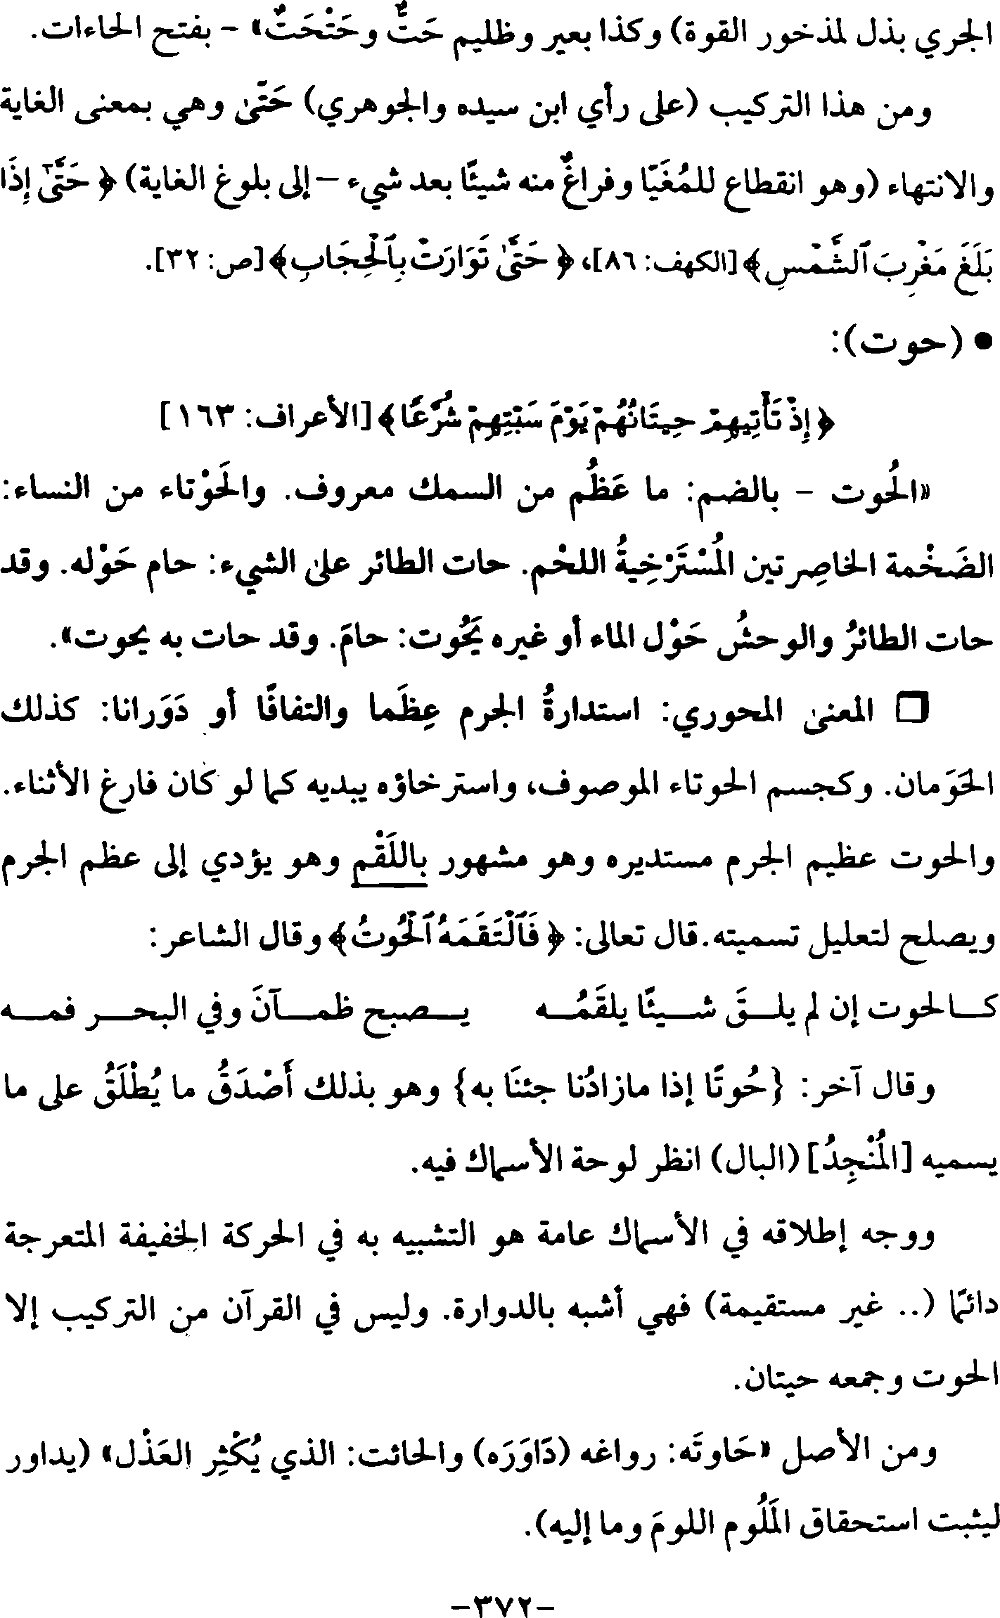 الجري بذل لمذخور القوة) وكذا بعير وظليم حَتٌّ وحَتْحَتٌ» - بفتح الحاءات.
ومن هذا التركيب (على رأي ابن سيده والجوهري) حَتّىٰ وهي بمعنى الغاية
والانتهاء (وهو انقطاع للمُغَيّا وفراغٌ منه شيئًا بعد شيء – إلى بلوغ الغاية) ﴿ حَتَّىٰٓ إِذَا
بَلَغَ مَغْرِبَ ٱلشَّمْسِ ﴾ [الكهف: ٨٦]، ﴿ حَتَّىٰ تَوَارَتْ بِٱلْحِجَابِ ﴾ [ص: ٣٢].
• (حوت):
﴿ إِذْ تَأْتِيهِمْ حِيتَانُهُمْ يَوْمَ سَبْتِهِمْ شُرَّعًا ﴾ [الأعراف: ١٦٣]
«الحُوت - بالضم: ما عَظُم من السمك معروف. والحَوْتاء من النساء:
الضَخْمة الخاصِرتين المُسْتَرْخِيةُ اللحْم. حات الطائر علىٰ الشيء: حام حَوْله. وقد
حات الطائرُ والوحشُ حَوْل الماء أو غيره يَحُوت: حامَ. وقد حات به يحوت».
❒ المعنىٰ المحوري: استدارةُ الجرم عِظَما والتفافًا أو دَوَرانا: كذلك
الحَوَمان. وكجسم الحوتاء الموصوف، واسترخاؤه يبديه كما لو كان فارغ الأثناء.
والحوت عظيم الجرم مستديره وهو مشهور باللَقْم وهو يؤدي إلى عظم الجرم
ويصلح لتعليل تسميته.قال تعالى: ﴿ فَٱلْتَقَمَهُ ٱلْحُوتُ ﴾ وقال الشاعر:
كـالحوت إن لم يلـقَ شـيئًا يلقَمُـه يـصبح ظمـآنَ وفي البحـر فمـه
وقال آخر: {حُوتًا إذا مازادُنا جئنَا به} وهو بذلك أَصْدَقُ ما يُطْلَقُ على ما
يسميه [المُنْجِدُ] (البال) انظر لوحة الأسماك فيه.
ووجه إطلاقه في الأسماك عامة هو التشبيه به في الحركة الخفيفة المتعرجة
دائمًا (.. غير مستقيمة) فهي أشبه بالدوارة. وليس في القرآن من التركيب إلا
الحوت وجمعه حيتان.
ومن الأصل «حَاوتَه: رواغه (دَاوَرَه) والحائت: الذي يُكْثِر العَذْل» (يداور
ليثبت استحقاق المَلُوم اللومَ وما إليه).
-٣٧٢-